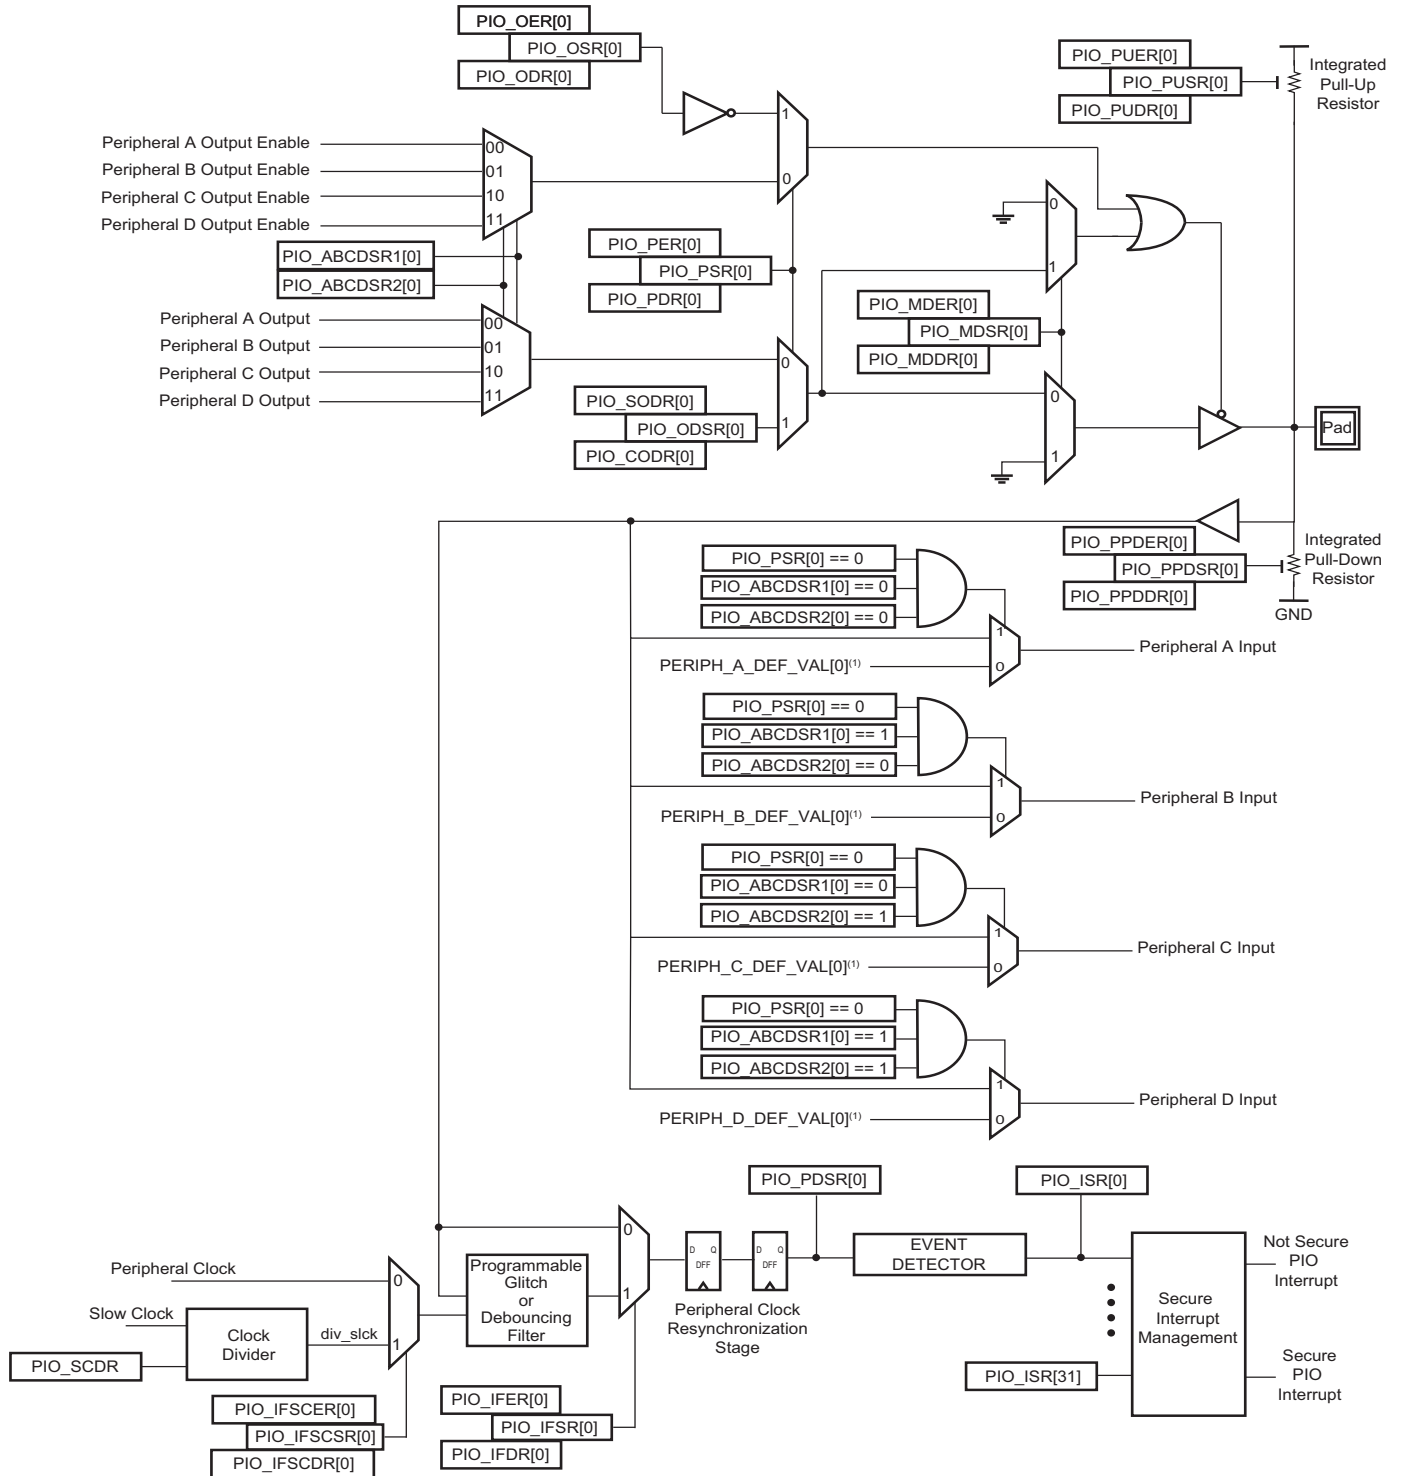 PIO_OER[0]
PIO_OSR[0]
PIO_ODR[0]
PIO_PUER[0]
PIO_PUSR[0]
PIO_PUDR[0]
Integrated
Pull-Up
Resistor
1
0
Peripheral A Output Enable
Peripheral B Output Enable
Peripheral C Output Enable
Peripheral D Output Enable
00
01
10
11
PIO_ABCDSR1[0]
PIO_ABCDSR2[0]
PIO_PER[0]
PIO_PSR[0]
PIO_PDR[0]
0
1
PIO_MDER[0]
PIO_MDSR[0]
PIO_MDDR[0]
Peripheral A Output
Peripheral B Output
Peripheral C Output
Peripheral D Output
00
01
10
11
0
1
PIO_SODR[0]
PIO_ODSR[0]
PIO_CODR[0]
0
1
Pad
PIO_PPDER[0]
PIO_PPDSR[0]
PIO_PPDDR[0]
Integrated
Pull-Down
Resistor
GND
PIO_PSR[0] == 0
PIO_ABCDSR1[0] == 0
PIO_ABCDSR2[0] == 0
1
0
PERIPH_A_DEF_VAL[0](1)
Peripheral A Input
PIO_PSR[0] == 0
PIO_ABCDSR1[0] == 1
PIO_ABCDSR2[0] == 0
1
0
PERIPH_B_DEF_VAL[0](1)
Peripheral B Input
PIO_PSR[0] == 0
PIO_ABCDSR1[0] == 0
PIO_ABCDSR2[0] == 1
1
0
PERIPH_C_DEF_VAL[0](1)
Peripheral C Input
PIO_PSR[0] == 0
PIO_ABCDSR1[0] == 1
PIO_ABCDSR2[0] == 1
1
0
PERIPH_D_DEF_VAL[0](1)
Peripheral D Input
PIO_PDSR[0]
PIO_ISR[0]
Peripheral Clock
Slow Clock
PIO_SCDR
Clock
Divider
div_slck
0
1
PIO_IFSCER[0]
PIO_IFSCSR[0]
PIO_IFSCDR[0]
Programmable
Glitch
or
Debouncing
Filter
0
1
PIO_IFER[0]
PIO_IFSR[0]
PIO_IFDR[0]
D Q
DFF
D Q
DFF
Peripheral Clock
Resynchronization
Stage
EVENT
DETECTOR
PIO_ISR[31]
Secure
Interrupt
Management
Not Secure
PIO
Interrupt
Secure
PIO
Interrupt